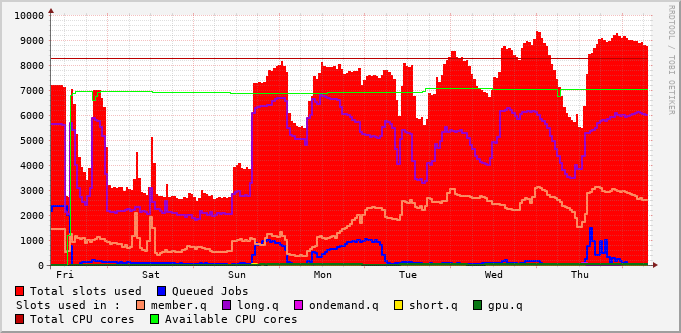 10000
9000
8000
7000
6000
5000
4000
3000
2000
1000
0
Fri Sat Sun Mon Tue Wed Thu
RRDTOOL / TOBI OETIKER
Total slots used Queued Jobs
Slots used in : member.q long.q ondemand.q short.q gpu.q
Total CPU cores Available CPU cores